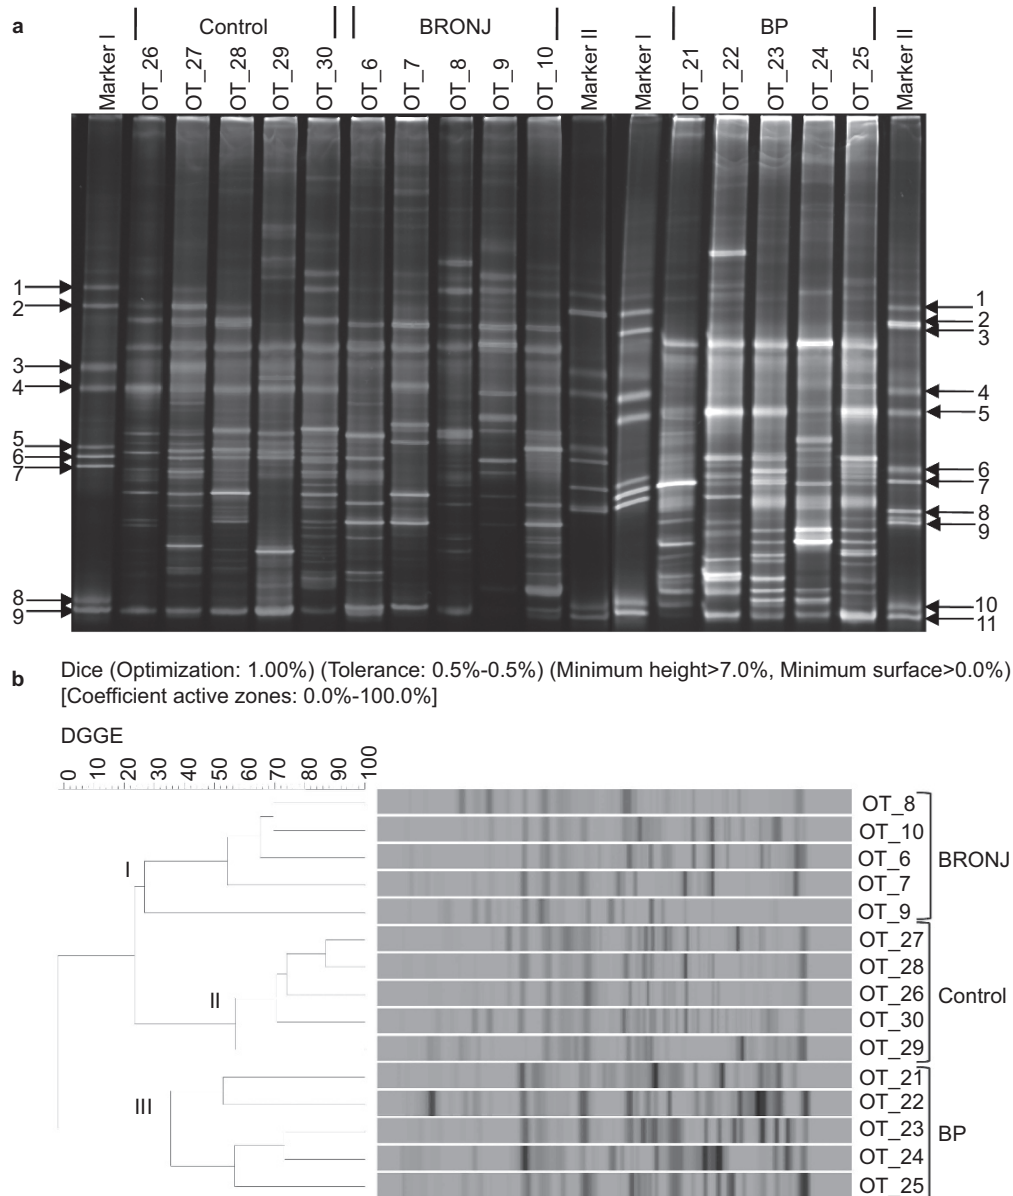 a
Control
BRONJ
BP
Marker I
OT_26
OT_27
OT_28
OT_29
OT_30
OT_6
OT_7
OT_8
OT_9
OT_10
Marker II
Marker I
OT_21
OT_22
OT_23
OT_24
OT_25
Marker II
1
2
3
4
5
6
7
8
9
1
2
3
4
5
6
7
8
9
10
11
b
Dice (Optimization: 1.00%) (Tolerance: 0.5%-0.5%) (Minimum height>7.0%, Minimum surface>0.0%)
[Coefficient active zones: 0.0%-100.0%]
DGGE
0 10 20 30 40 50 60 70 80 90 100
I
II
III
OT_8
OT_10
OT_6
OT_7
OT_9
BRONJ
OT_27
OT_28
OT_26
OT_30
OT_29
Control
OT_21
OT_22
OT_23
OT_24
OT_25
BP